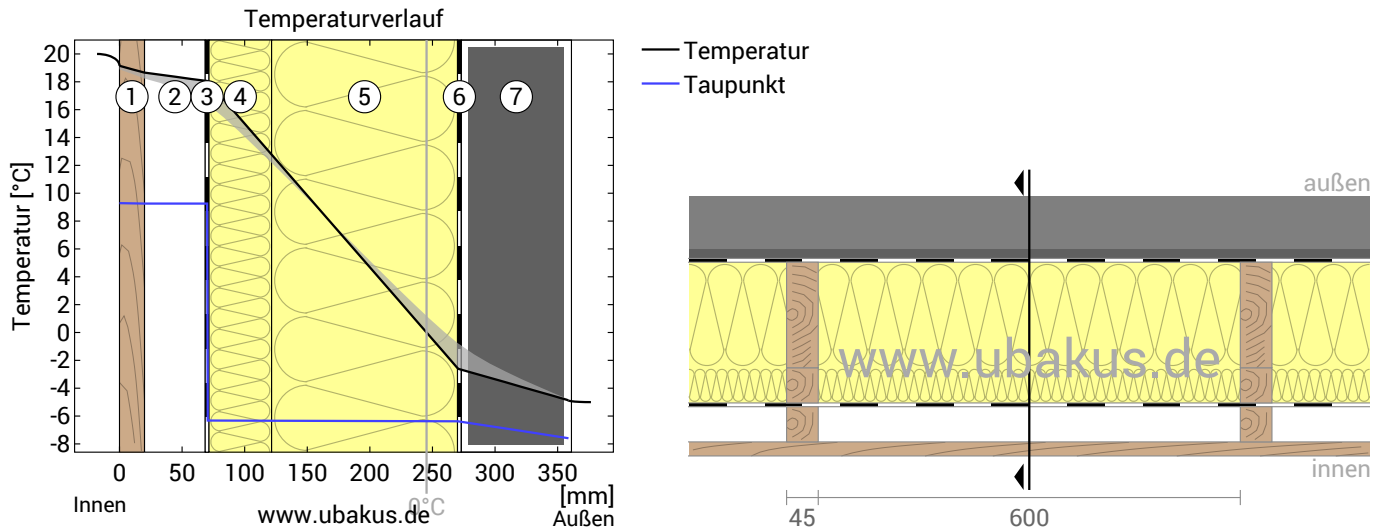 Temperaturverlauf
Temperatur [°C]
20
18
16
14
12
10
8
6
4
2
0
-2
-4
-6
-8
1
2
3
4
5
6
7
0
50
100
150
200
250
300
350
[mm]
Innen
www.ubakus.de
0°C
Außen
Temperatur
Taupunkt
außen
www.ubakus.de
innen
45
600